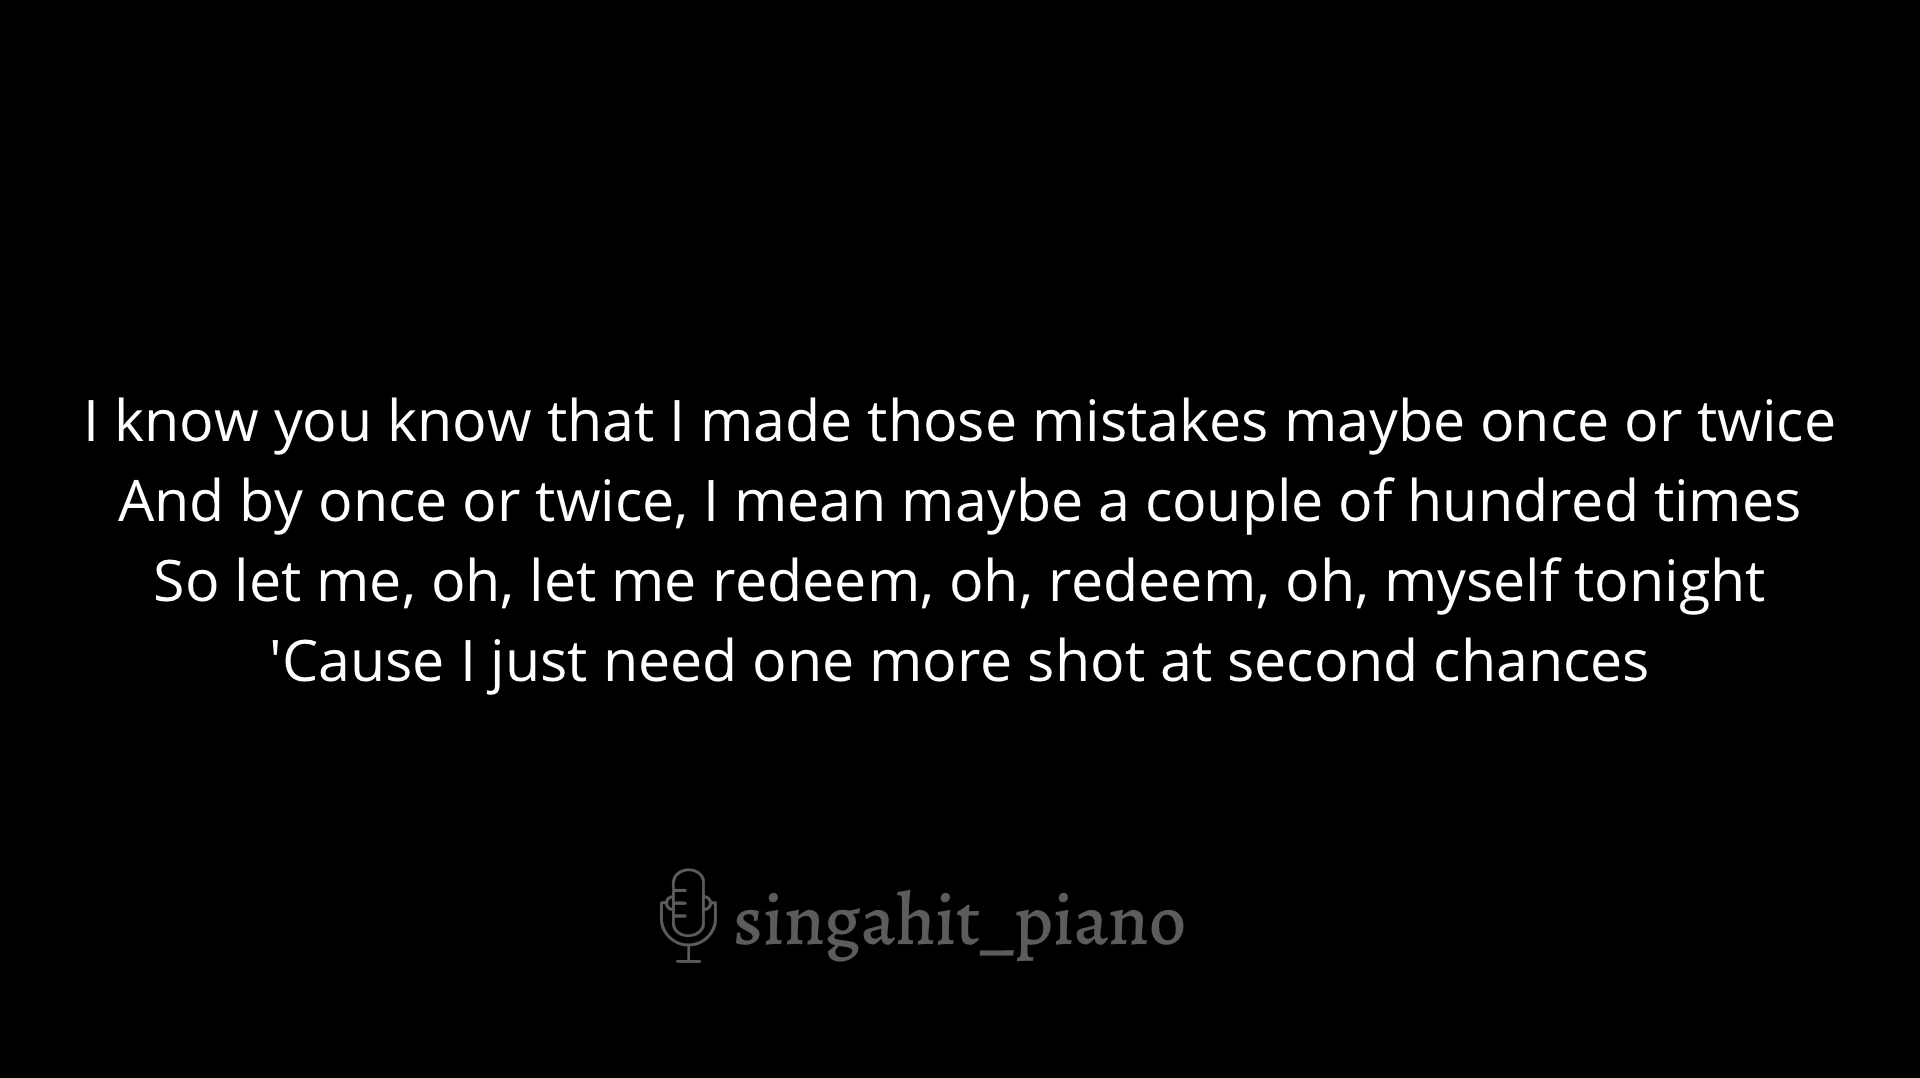 I know you know that I made those mistakes maybe once or twice
And by once or twice, I mean maybe a couple of hundred times
So let me, oh, let me redeem, oh, redeem, oh, myself tonight
'Cause I just need one more shot at second chances
singahit_piano